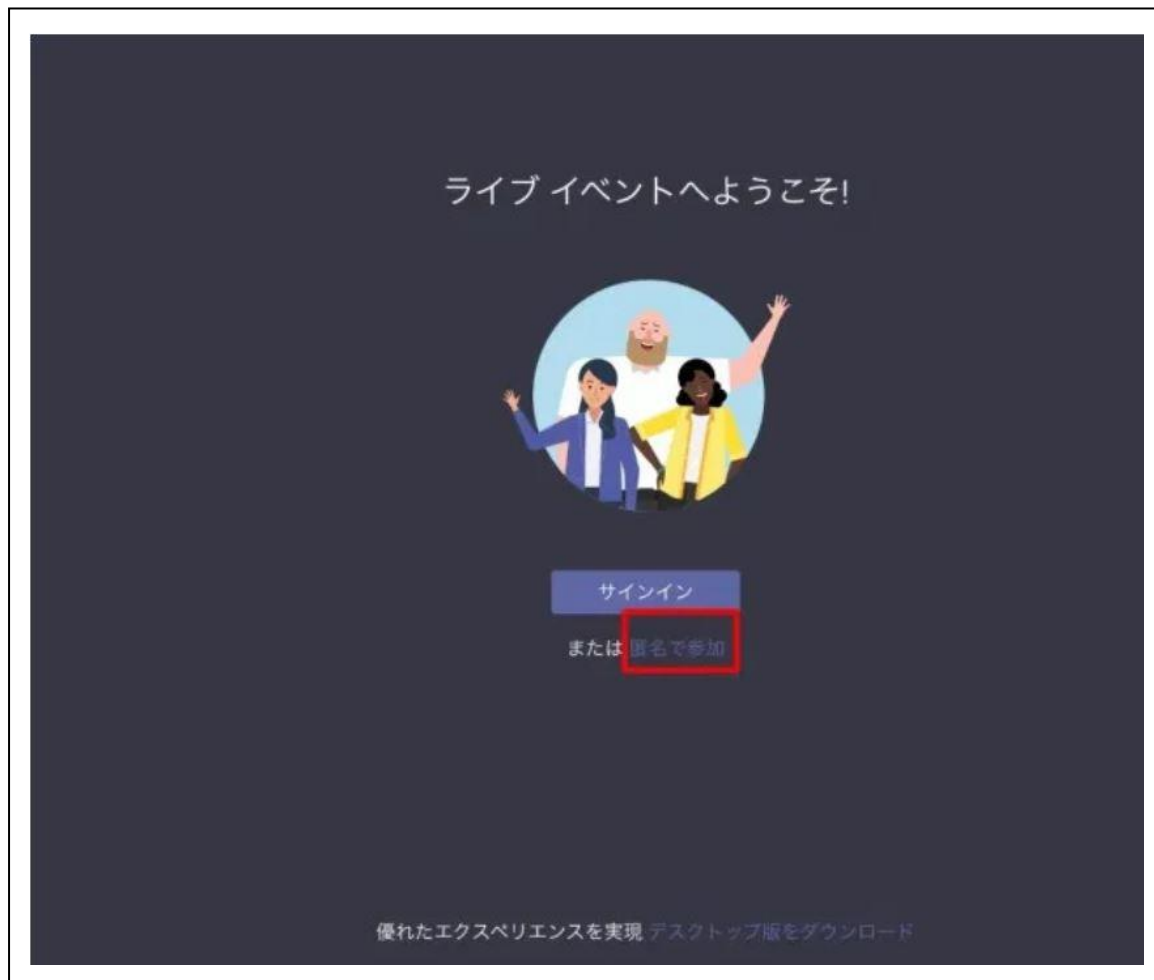 ライブ イベントへようこそ!
サインイン
または 匿名で参加
優れたエクスペリエンスを実現 デスクトップ版をダウンロード